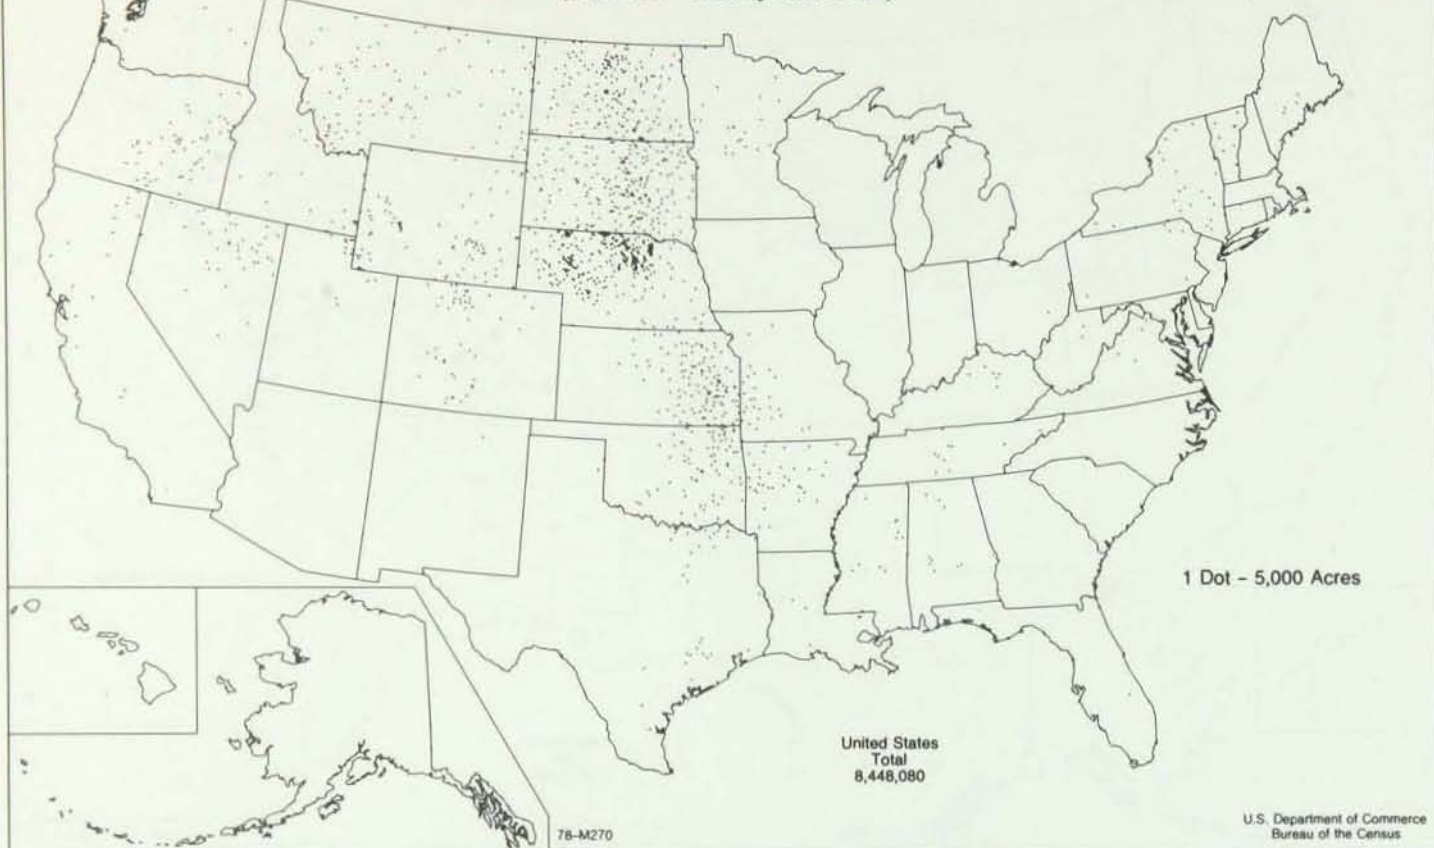 1 Dot – 5,000 Acres
United States
Total
8,448,080
78-M270
U.S. Department of Commerce
Bureau of the Census